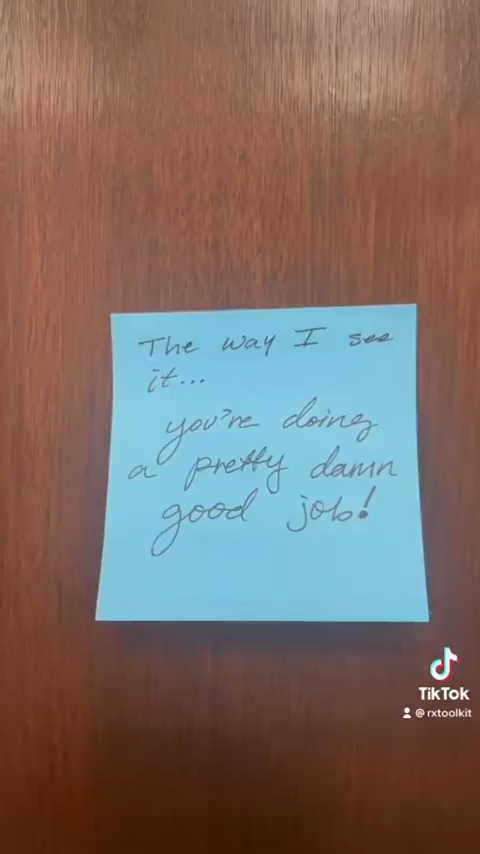 The way I see
it...
you're doing
a pretty damn
good job!
TikTok
@rxtoolkit